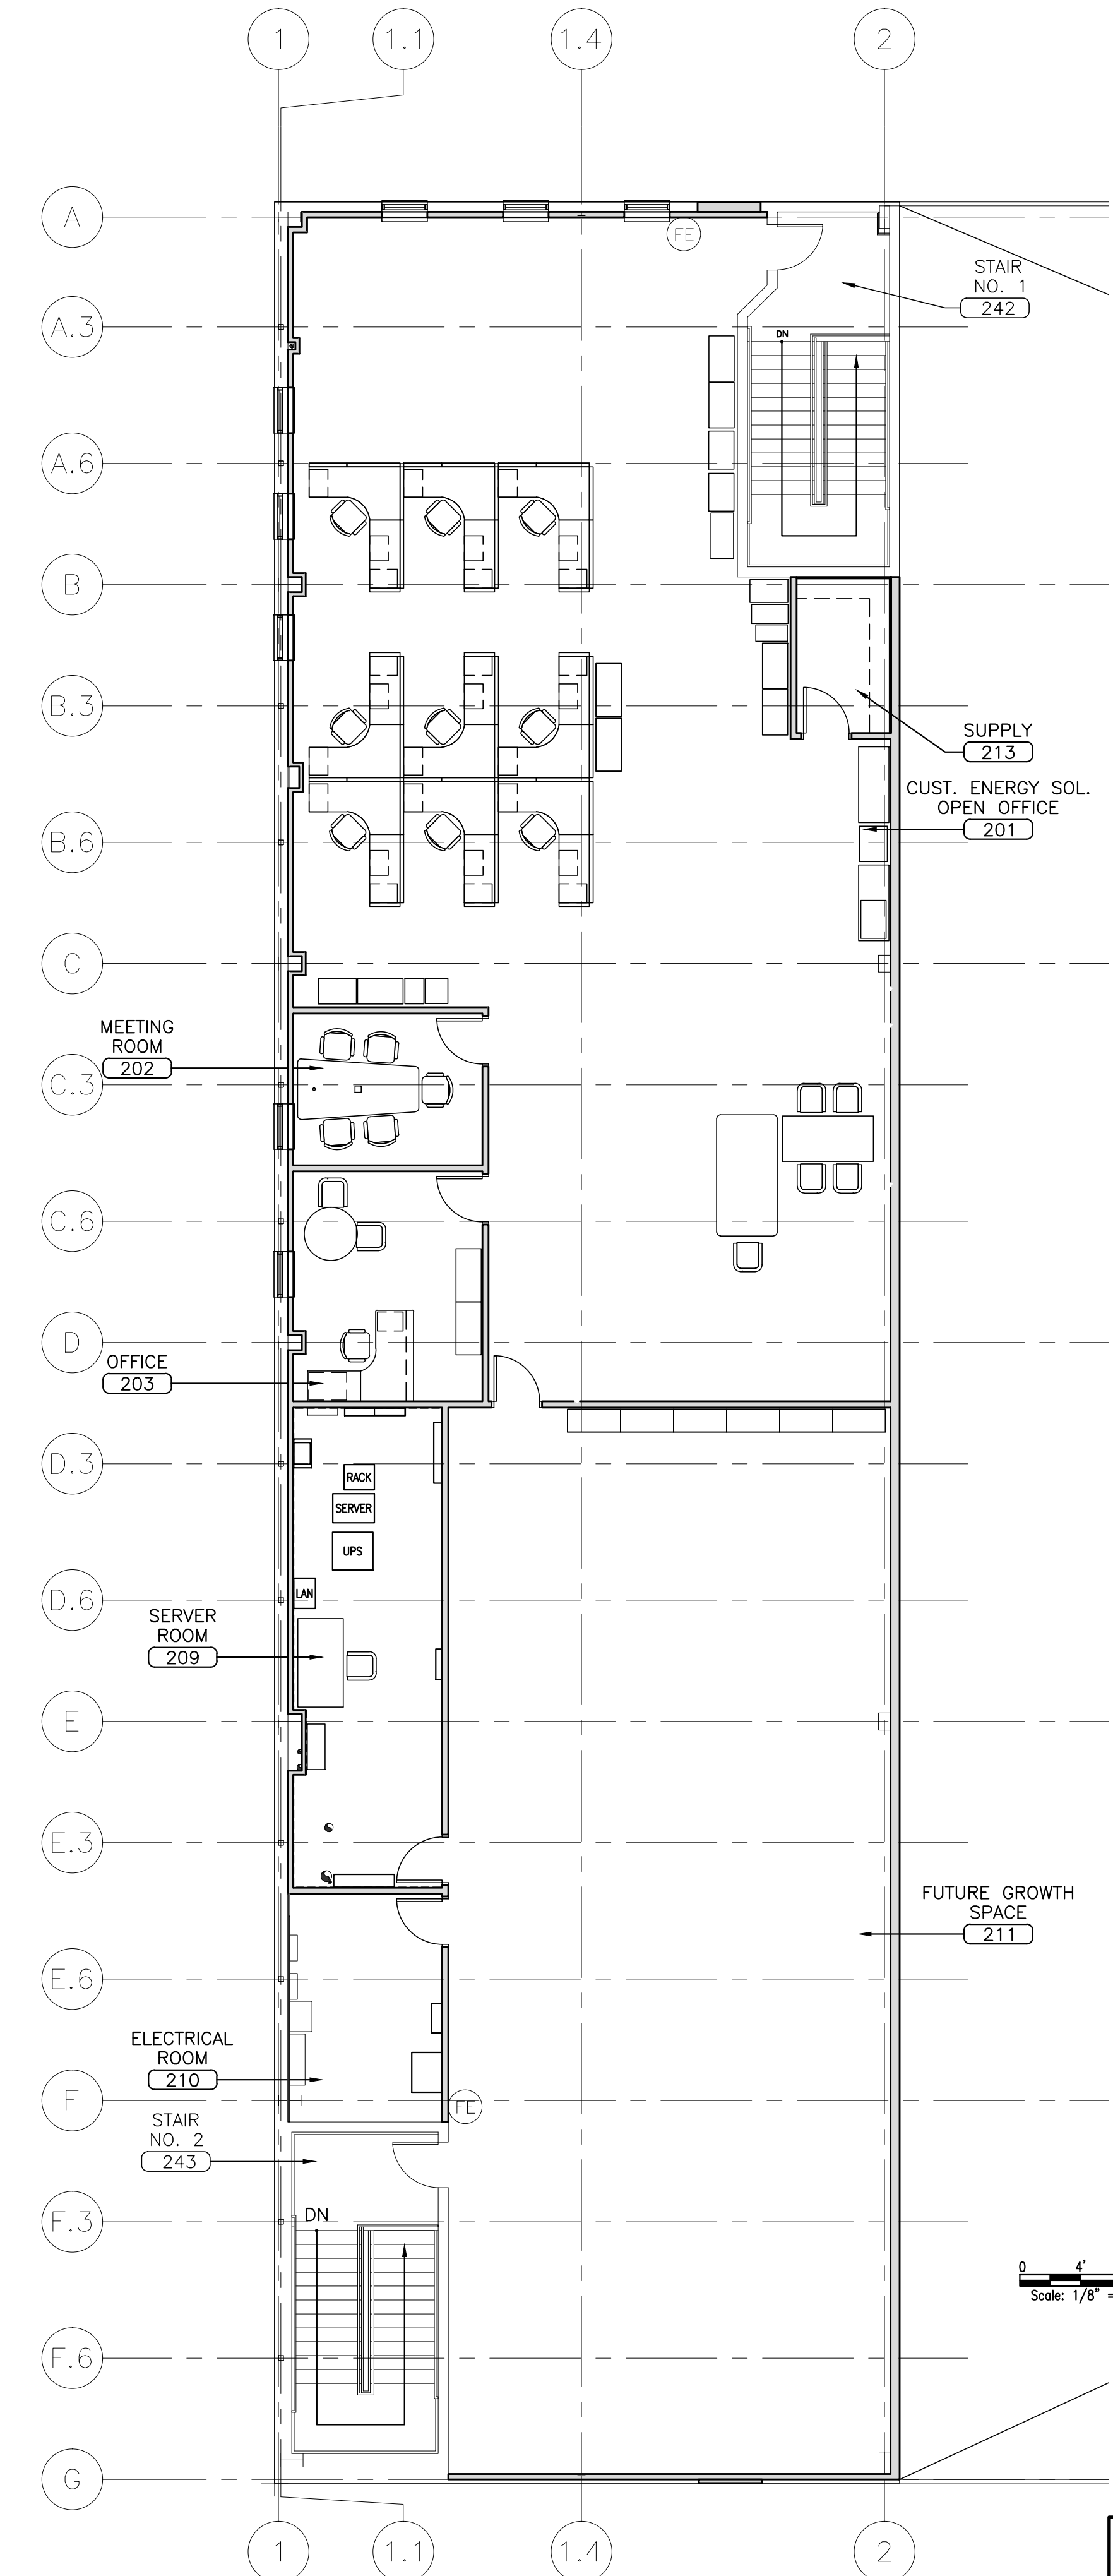 1 1.1 1.4 2
A
FE
STAIR
NO. 1
242
A.3
DN
A.6
B
B.3
SUPPLY
213
CUST. ENERGY SOL.
OPEN OFFICE
201
B.6
C
MEETING
ROOM
202
C.3
C.6
D
OFFICE
203
D.3
RACK
SERVER
UPS
LAN
D.6
SERVER
ROOM
209
E
E.3
FUTURE GROWTH
SPACE
211
E.6
ELECTRICAL
ROOM
210
F
FE
STAIR
NO. 2
243
F.3
DN
0 4'
Scale: 1/8" =
F.6
G
1 1.1 1.4 2